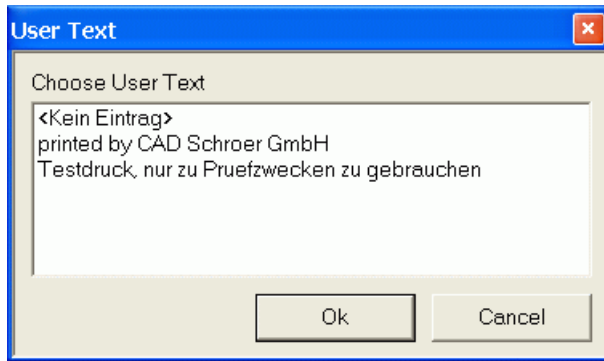 User Text
Choose User Text
<Kein Eintrag>
printed by CAD Schroer GmbH
Testdruck, nur zu Pruefzwecken zu gebrauchen
Ok
Cancel